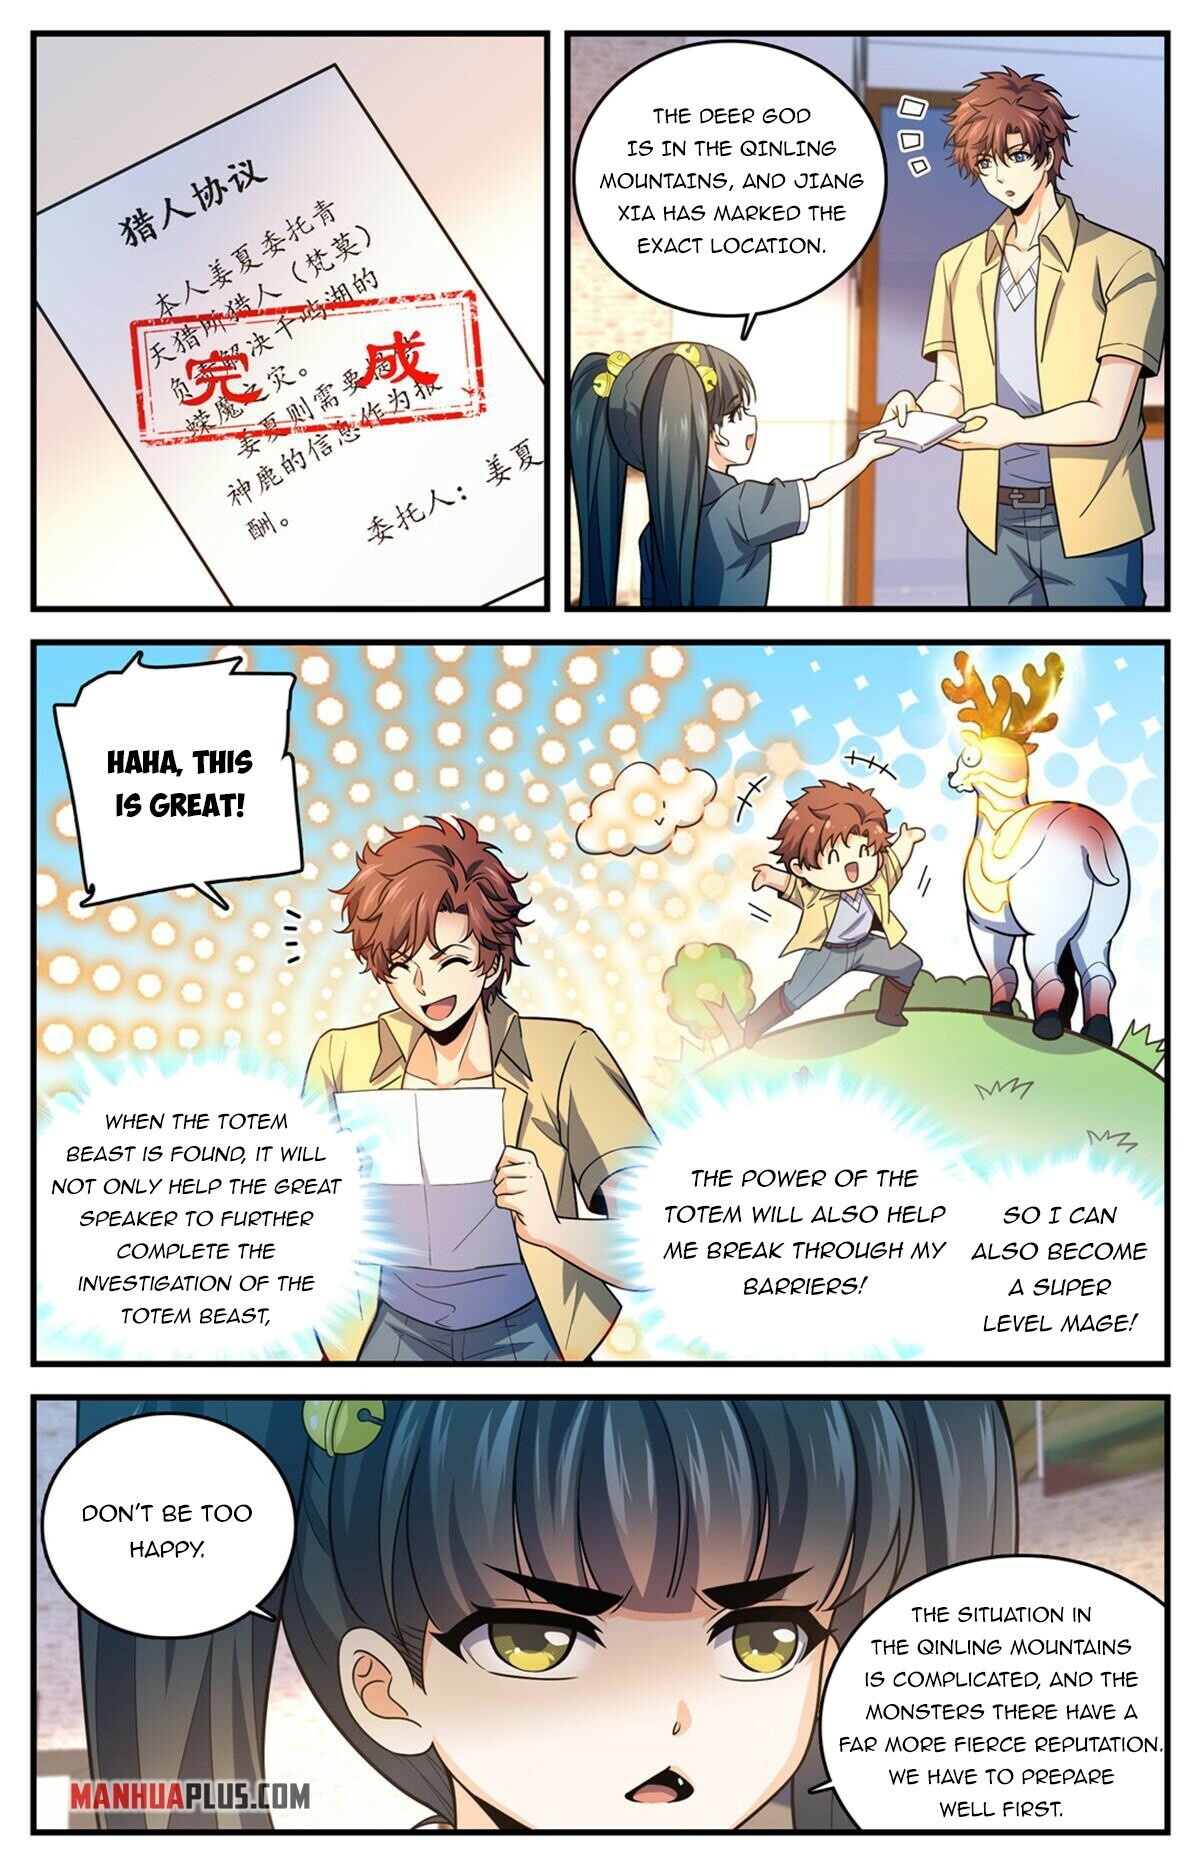 猎人协议
本人姜夏委托青
天猎所猎人（梵莫）
负责解决千屿湖的
蝾魔之灾。
姜夏则需要提
神鹿的信息作为报
酬。
委托人：姜夏
完 成
THE DEER GOD
IS IN THE QINLING
MOUNTAINS, AND JIANG
XIA HAS MARKED THE
EXACT LOCATION.
HAHA, THIS
IS GREAT!
WHEN THE TOTEM
BEAST IS FOUND, IT WILL
NOT ONLY HELP THE GREAT
SPEAKER TO FURTHER
COMPLETE THE
INVESTIGATION OF THE
TOTEM BEAST,
THE POWER OF THE
TOTEM WILL ALSO HELP
ME BREAK THROUGH MY
BARRIERS!
SO I CAN
ALSO BECOME
A SUPER
LEVEL MAGE!
DON'T BE TOO
HAPPY.
THE SITUATION IN
THE QINLING MOUNTAINS
IS COMPLICATED, AND THE
MONSTERS THERE HAVE A
FAR MORE FIERCE REPUTATION.
WE HAVE TO PREPARE
WELL FIRST.
MANHUAPLUS.COM